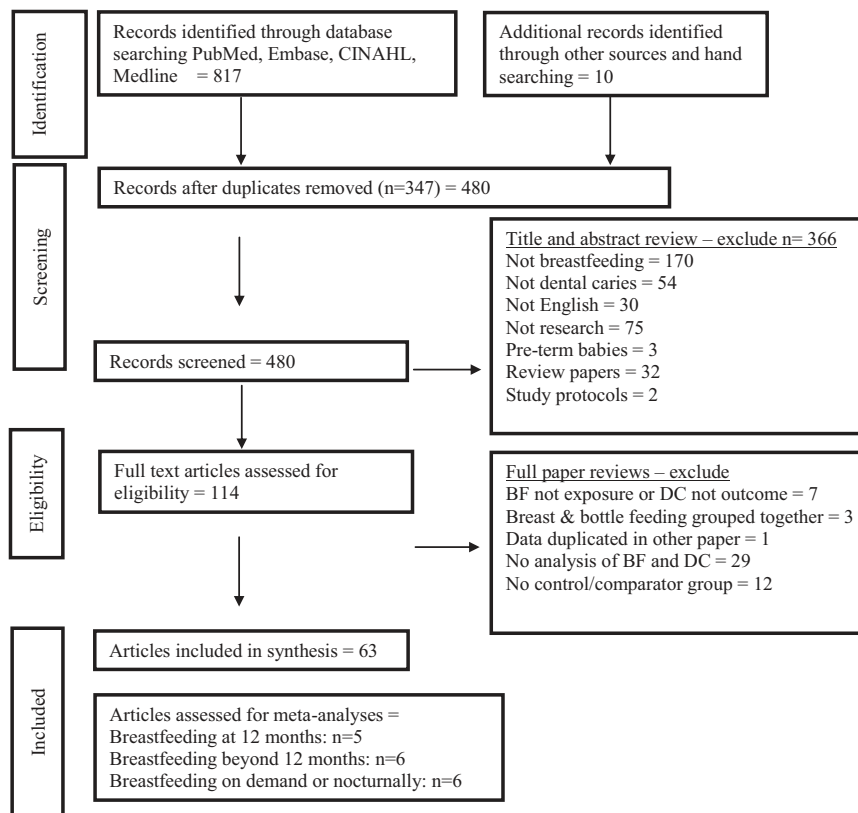 Identification
Records identified through database
searching PubMed, Embase, CINAHL,
Medline = 817
Additional records identified
through other sources and hand
searching = 10
Screening
Records after duplicates removed (n=347) = 480
Records screened = 480
Title and abstract review – exclude n= 366
Not breastfeeding = 170
Not dental caries = 54
Not English = 30
Not research = 75
Pre-term babies = 3
Review papers = 32
Study protocols = 2
Eligibility
Full text articles assessed for
eligibility = 114
Full paper reviews – exclude
BF not exposure or DC not outcome = 7
Breast & bottle feeding grouped together = 3
Data duplicated in other paper = 1
No analysis of BF and DC = 29
No control/comparator group = 12
Included
Articles included in synthesis = 63
Articles assessed for meta-analyses =
Breastfeeding at 12 months: n=5
Breastfeeding beyond 12 months: n=6
Breastfeeding on demand or nocturnally: n=6